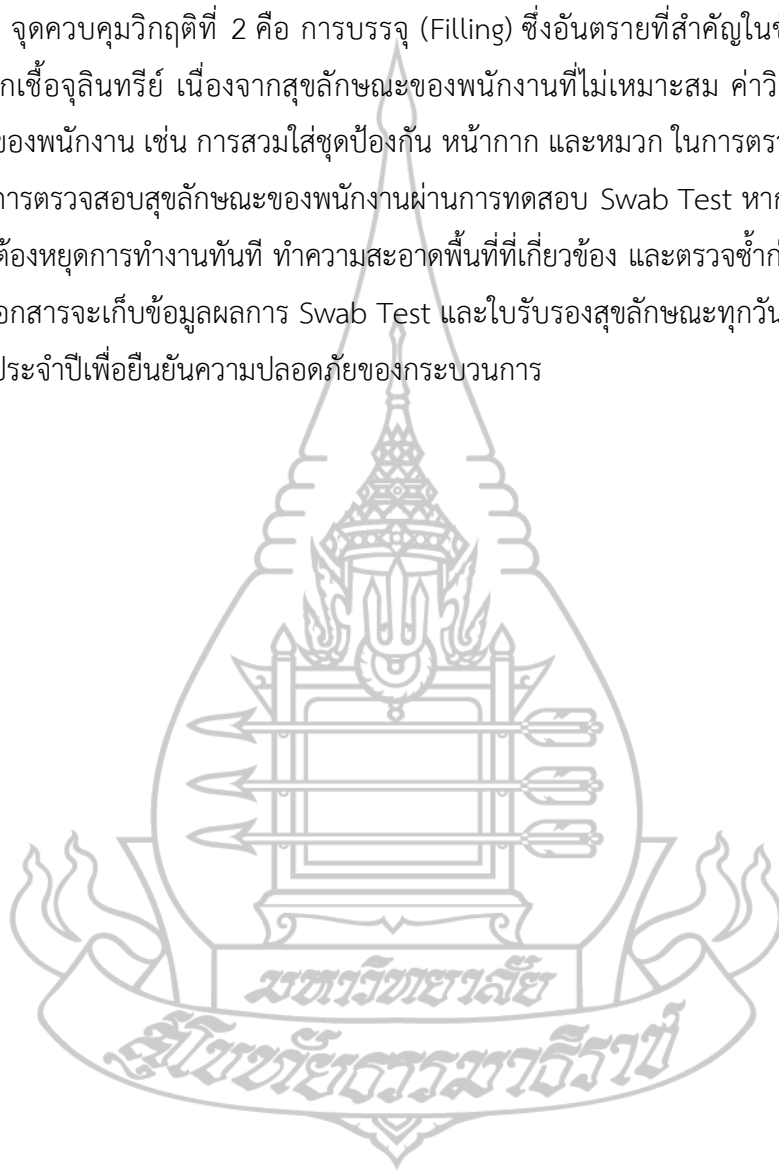 จุดควบคุมวิกฤติที่ 2 คือ การบรรจุ (Filling) ซึ่งอันตรายที่สำคัญใน
กเชื้อจุลินทรีย์ เนื่องจากสุขลักษณะของพนักงานที่ไม่เหมาะสม ค่าวิ
ของพนักงาน เช่น การสวมใส่ชุดป้องกัน หน้ากาก และหมวก ในการตรา
การตรวจสอบสุขลักษณะของพนักงานผ่านการทดสอบ Swab Test หาก
ต้องหยุดการทำงานทันที ทำความสะอาดพื้นที่ที่เกี่ยวข้อง และตรวจซ้ำก
อกสารจะเก็บข้อมูลผลการ Swab Test และใบรับรองสุขลักษณะทุกวัน
ประจำปีเพื่อยืนยันความปลอดภัยของกระบวนการ
มหาวิทยาลัย
สุโขทัยธรรมาธิราช